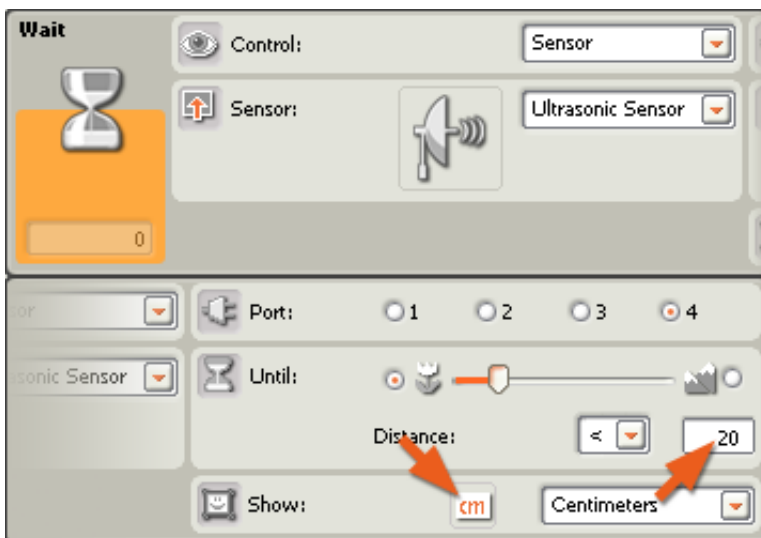 Wait
Control: Sensor
Sensor: Ultrasonic Sensor
0
Port: 1 2 3 4
sonic Sensor Until:
Distance: < 20
Show: cm Centimeters